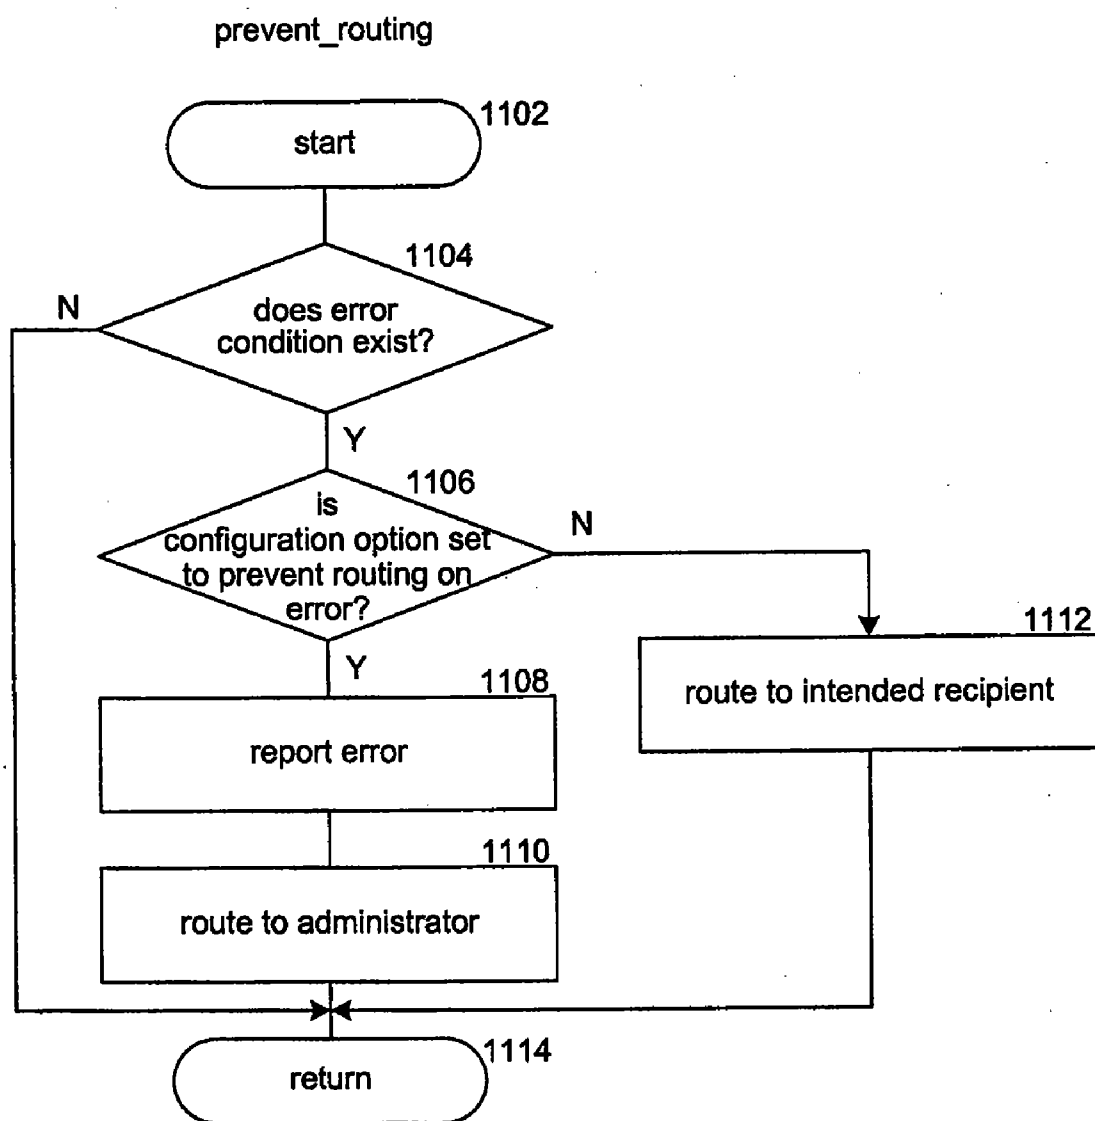 prevent_routing
1102
start
1104
N
does error
condition exist?
Y
1106
is
configuration option set
to prevent routing on
error?
N
Y
1112
route to intended recipient
1108
report error
1110
route to administrator
1114
return